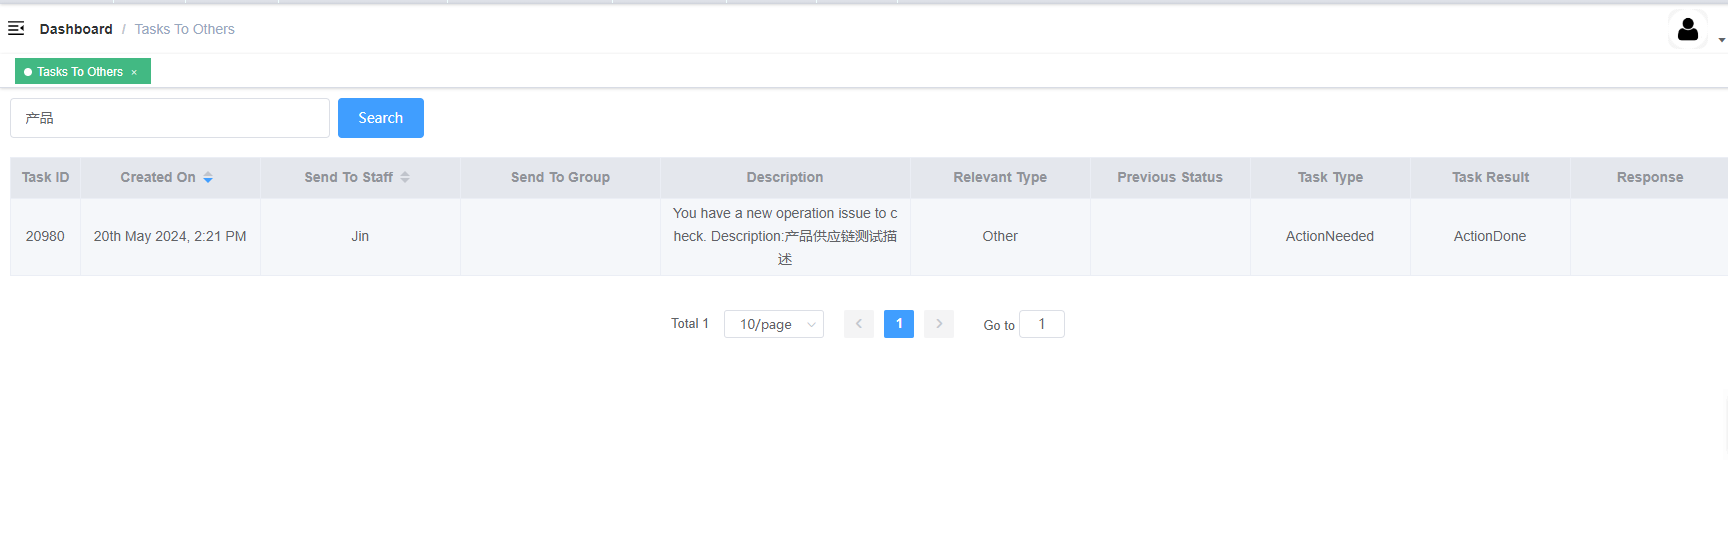 Dashboard / Tasks To Others
Tasks To Others ×
产品 Search
Task ID Created On Send To Staff Send To Group Description Relevant Type Previous Status Task Type Task Result Response
You have a new operation issue to c
20980 20th May 2024, 2:21 PM Jin heck. Description:产品供应链测试描 Other ActionNeeded ActionDone
述
Total 1 10/page 1 Go to 1